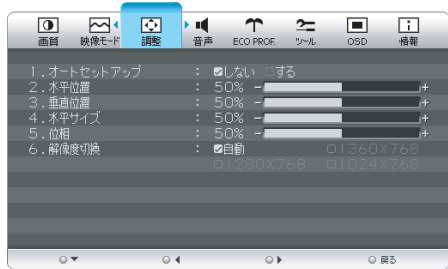 画質 映像モード 調整 音声 ECO PROF. ツール OSD 情報
1.オートセットアップ : ☑しない □する
2.水平位置 : 50% − +
3.垂直位置 : 50% − +
4.水平サイズ : 50% − +
5.位相 : 50% − +
6.解像度切換 : ☑自動 □1360X768
□1280X768 □1024X768
○▼ ○◀ ○▶ ○ 戻る